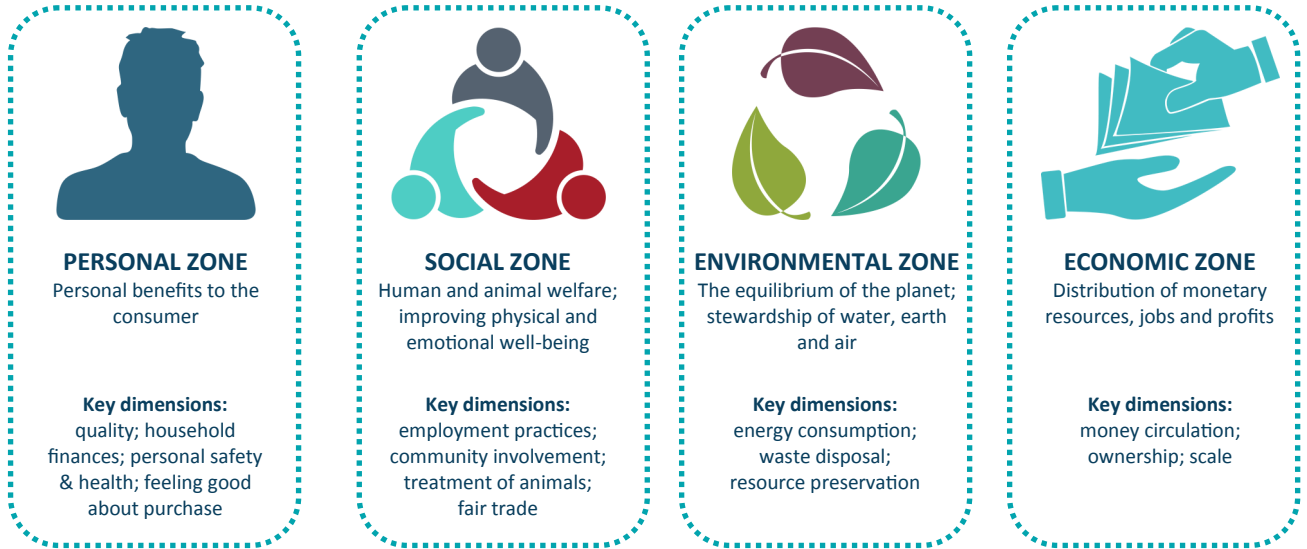 PERSONAL ZONE
Personal benefits to the
consumer
Key dimensions:
quality; household
finances; personal safety
& health; feeling good
about purchase
SOCIAL ZONE
Human and animal welfare;
improving physical and
emotional well-being
Key dimensions:
employment practices;
community involvement;
treatment of animals;
fair trade
ENVIRONMENTAL ZONE
The equilibrium of the planet;
stewardship of water, earth
and air
Key dimensions:
energy consumption;
waste disposal;
resource preservation
ECONOMIC ZONE
Distribution of monetary
resources, jobs and profits
Key dimensions:
money circulation;
ownership; scale